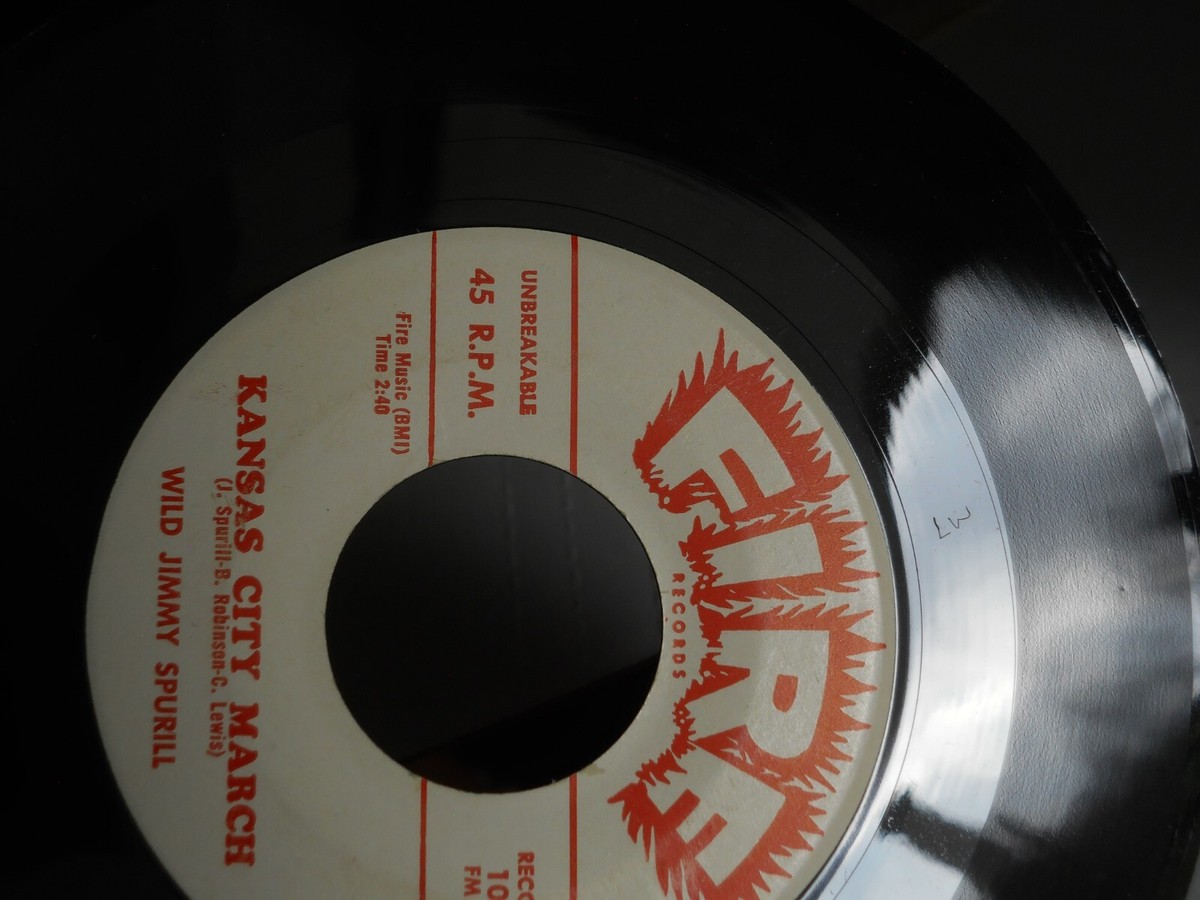 FIRE
RECORDS
UNBREAKABLE
45 R.P.M.
Fire Music (BMI)
Time 2:40
KANSAS CITY MARCH
(J. Spurill-B. Robinson-C. Lewis)
WILD JIMMY SPURILL